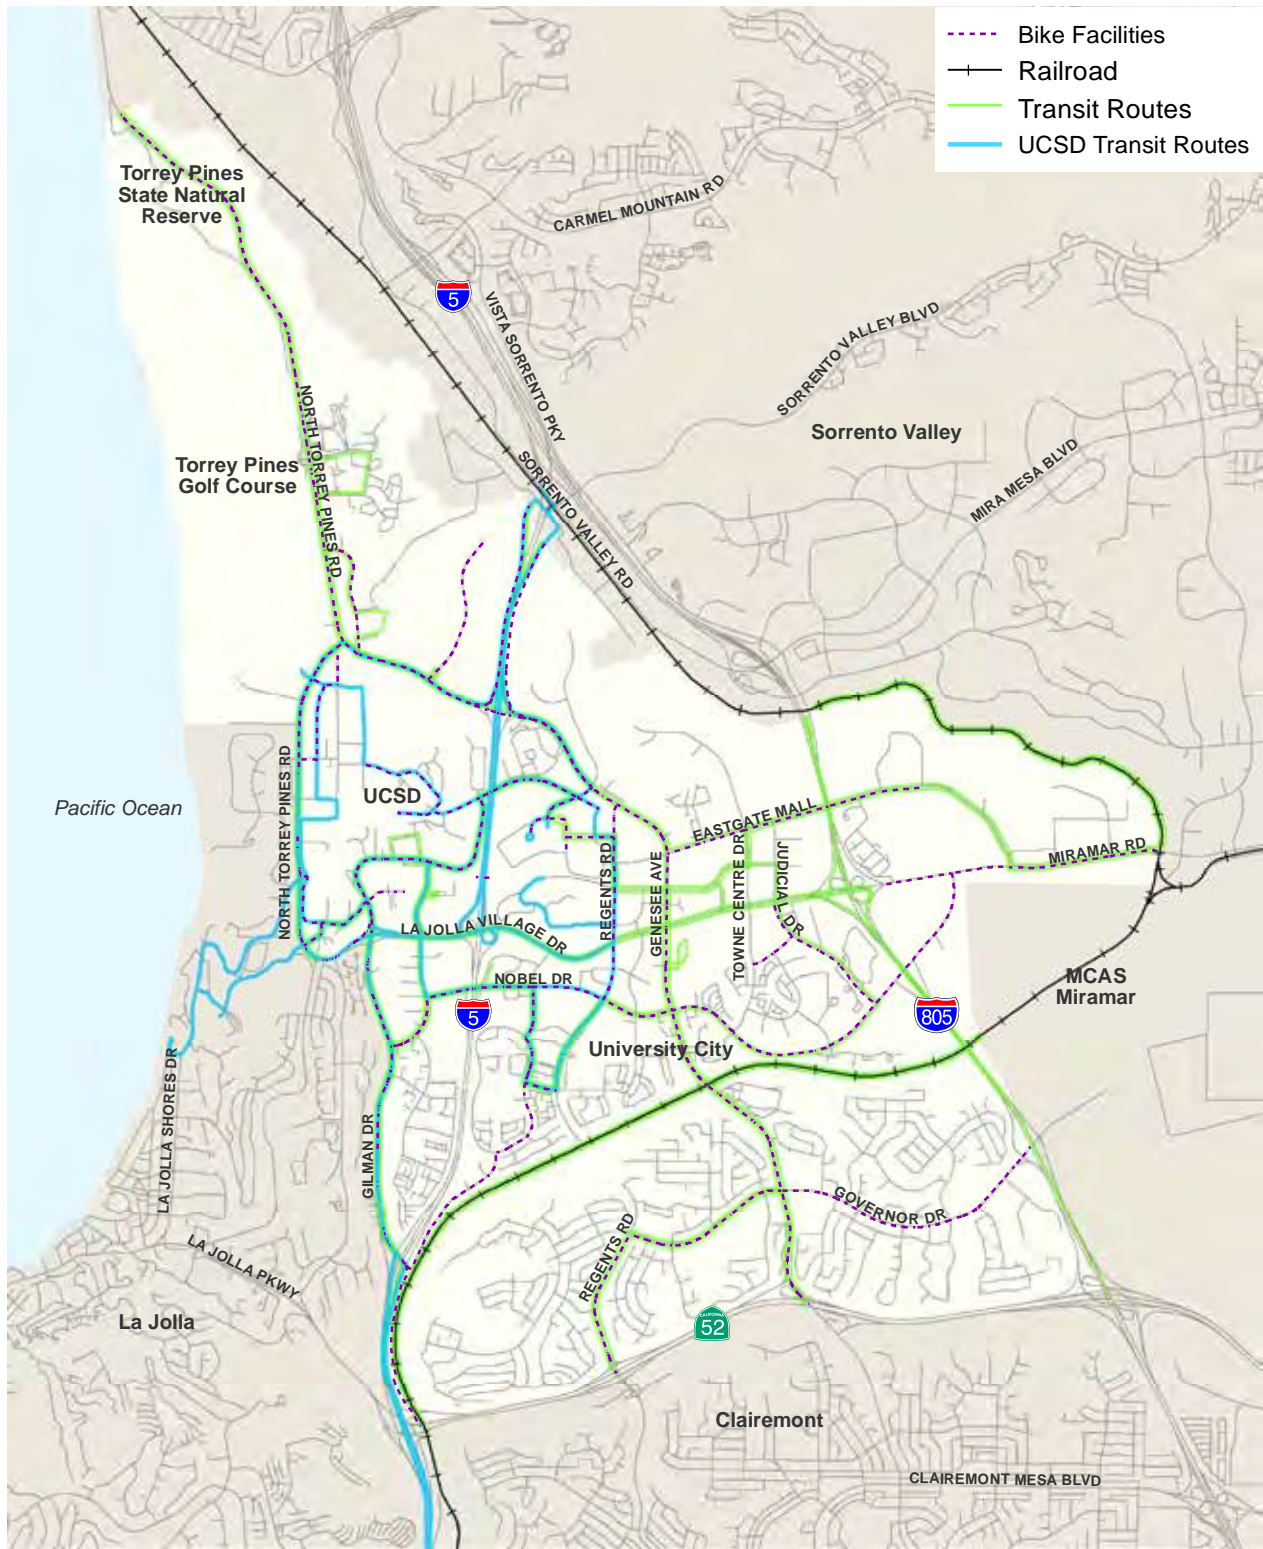 Bike Facilities
Railroad
Transit Routes
UCSD Transit Routes
Torrey Pines
State Natural
Reserve
CARMEL MOUNTAIN RD
5
VISTA SORRENTO PKY
SORRENTO VALLEY BLVD
NORTH TORREY PINES RD
Sorrento Valley
Torrey Pines
Golf Course
MIRA MESA BLVD
SORRENTO VALLEY RD
NORTH TORREY PINES RD
UCSD
Pacific Ocean
EASTGATE MALL
MIRAMAR RD
REGENTS RD
GENESEE AVE
TOWNE CENTRE DR
JUDICIAL DR
LA JOLLA VILLAGE DR
NOBEL DR
MCAS
Miramar
5
805
University City
LA JOLLA SHORES DR
GILMAN DR
GOVERNOR DR
REGENTS RD
LA JOLLA PKWY
La Jolla
CALIFORNIA
52
Clairemont
CLAIREMONT MESA BLVD